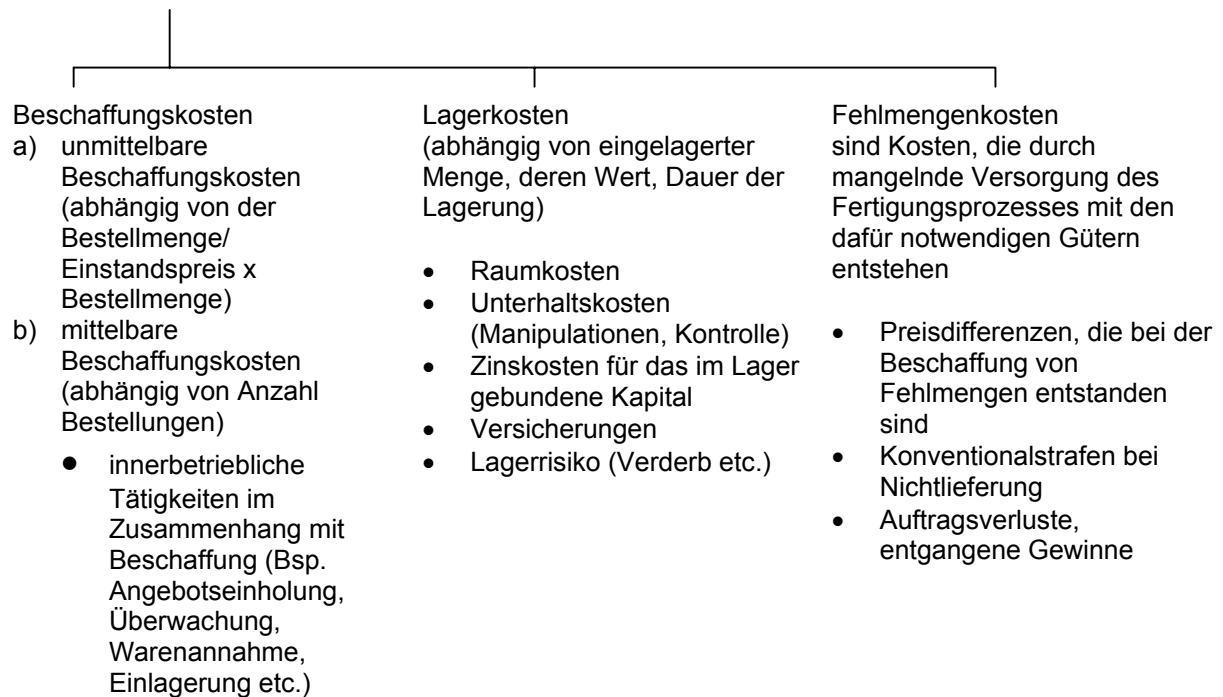 Beschaffungskosten
a) unmittelbare
Beschaffungskosten
(abhängig von der
Bestellmenge/
Einstandspreis x
Bestellmenge)
b) mittelbare
Beschaffungskosten
(abhängig von Anzahl
Bestellungen)
● innerbetriebliche
Tätigkeiten im
Zusammenhang mit
Beschaffung (Bsp.
Angebotseinholung,
Überwachung,
Warenannahme,
Einlagerung etc.)
Lagerkosten
(abhängig von eingelagerter
Menge, deren Wert, Dauer der
Lagerung)
• Raumkosten
• Unterhaltskosten
(Manipulationen, Kontrolle)
• Zinskosten für das im Lager
gebundene Kapital
• Versicherungen
• Lagerrisiko (Verderb etc.)
Fehlmengenkosten
sind Kosten, die durch
mangelnde Versorgung des
Fertigungsprozesses mit den
dafür notwendigen Gütern
entstehen
• Preisdifferenzen, die bei der
Beschaffung von
Fehlmengen entstanden
sind
• Konventionalstrafen bei
Nichtlieferung
• Auftragsverluste,
entgangene Gewinne